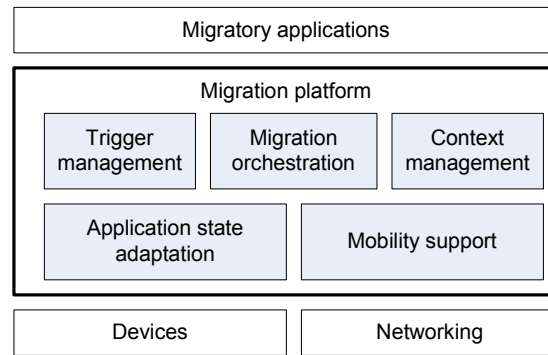 Migratory applications
Migration platform
Trigger
management
Migration
orchestration
Context
management
Application state
adaptation
Mobility support
Devices
Networking